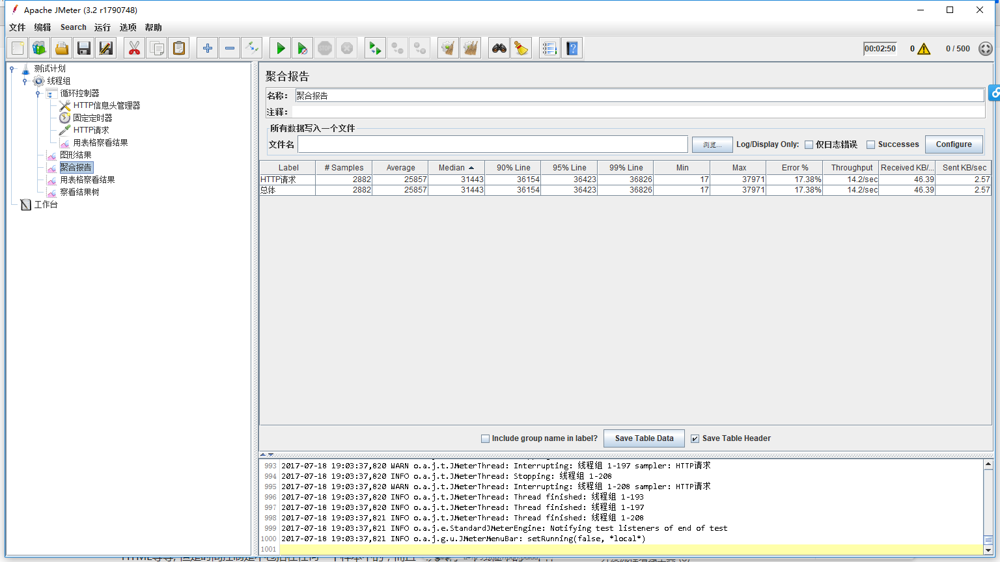 Apache JMeter (3.2 r1790748)
文件 编辑 Search 运行 选项 帮助
00:02:50 0 0 / 500
测试计划
线程组
循环控制器
HTTP信息头管理器
固定定时器
HTTP请求
用表格察看结果
图形结果
聚合报告
用表格察看结果
察看结果树
工作台
聚合报告
名称： 聚合报告
注释：
所有数据写入一个文件
文件名 浏览... Log/Display Only: 仅日志错误 Successes Configure
Label # Samples Average Median 90% Line 95% Line 99% Line Min Max Error % Throughput Received KB/... Sent KB/sec
HTTP请求 2882 25857 31443 36154 36423 36826 17 37971 17.38% 14.2/sec 46.39 2.57
总体 2882 25857 31443 36154 36423 36826 17 37971 17.38% 14.2/sec 46.39 2.57
Include group name in label? Save Table Data Save Table Header
993 2017-07-18 19:03:37,820 WARN o.a.j.t.JMeterThread: Interrupting: 线程组 1-197 sampler: HTTP请求
994 2017-07-18 19:03:37,820 INFO o.a.j.t.JMeterThread: Stopping: 线程组 1-208
995 2017-07-18 19:03:37,820 WARN o.a.j.t.JMeterThread: Interrupting: 线程组 1-208 sampler: HTTP请求
996 2017-07-18 19:03:37,820 INFO o.a.j.t.JMeterThread: Thread finished: 线程组 1-193
997 2017-07-18 19:03:37,820 INFO o.a.j.t.JMeterThread: Thread finished: 线程组 1-197
998 2017-07-18 19:03:37,821 INFO o.a.j.t.JMeterThread: Thread finished: 线程组 1-208
999 2017-07-18 19:03:37,821 INFO o.a.j.e.StandardJMeterEngine: Notifying test listeners of end of test
1000 2017-07-18 19:03:37,821 INFO o.a.j.g.u.JMeterMenuBar: setRunning(false, *local*)
1001